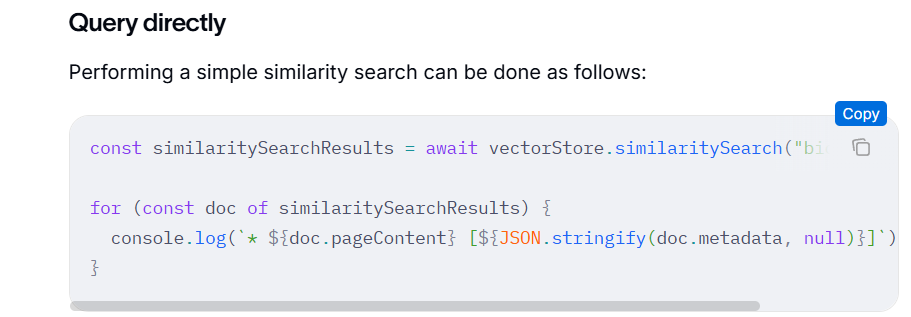 Query directly
Performing a simple similarity search can be done as follows:
Copy
const similaritySearchResults = await vectorStore.similaritySearch("bi
for (const doc of similaritySearchResults) {
  console.log(`* ${doc.pageContent} [${JSON.stringify(doc.metadata, null)}]`)
}